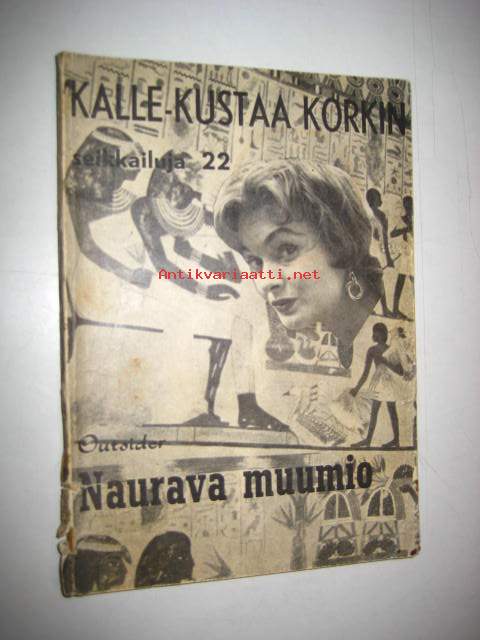 KALLE-KUSTAA KORKIN
seikkailuja 22
Antikvariaatti.net
Outsider
Naurava muumio